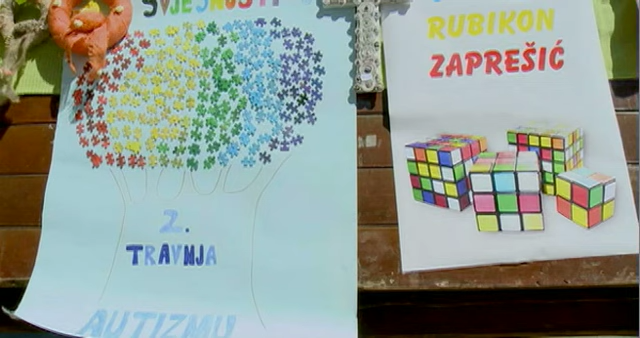 SVJESNOSTI
2.
TRAVNJA
AUTIZMU
RUBIKON
ZAPREŠIĆ